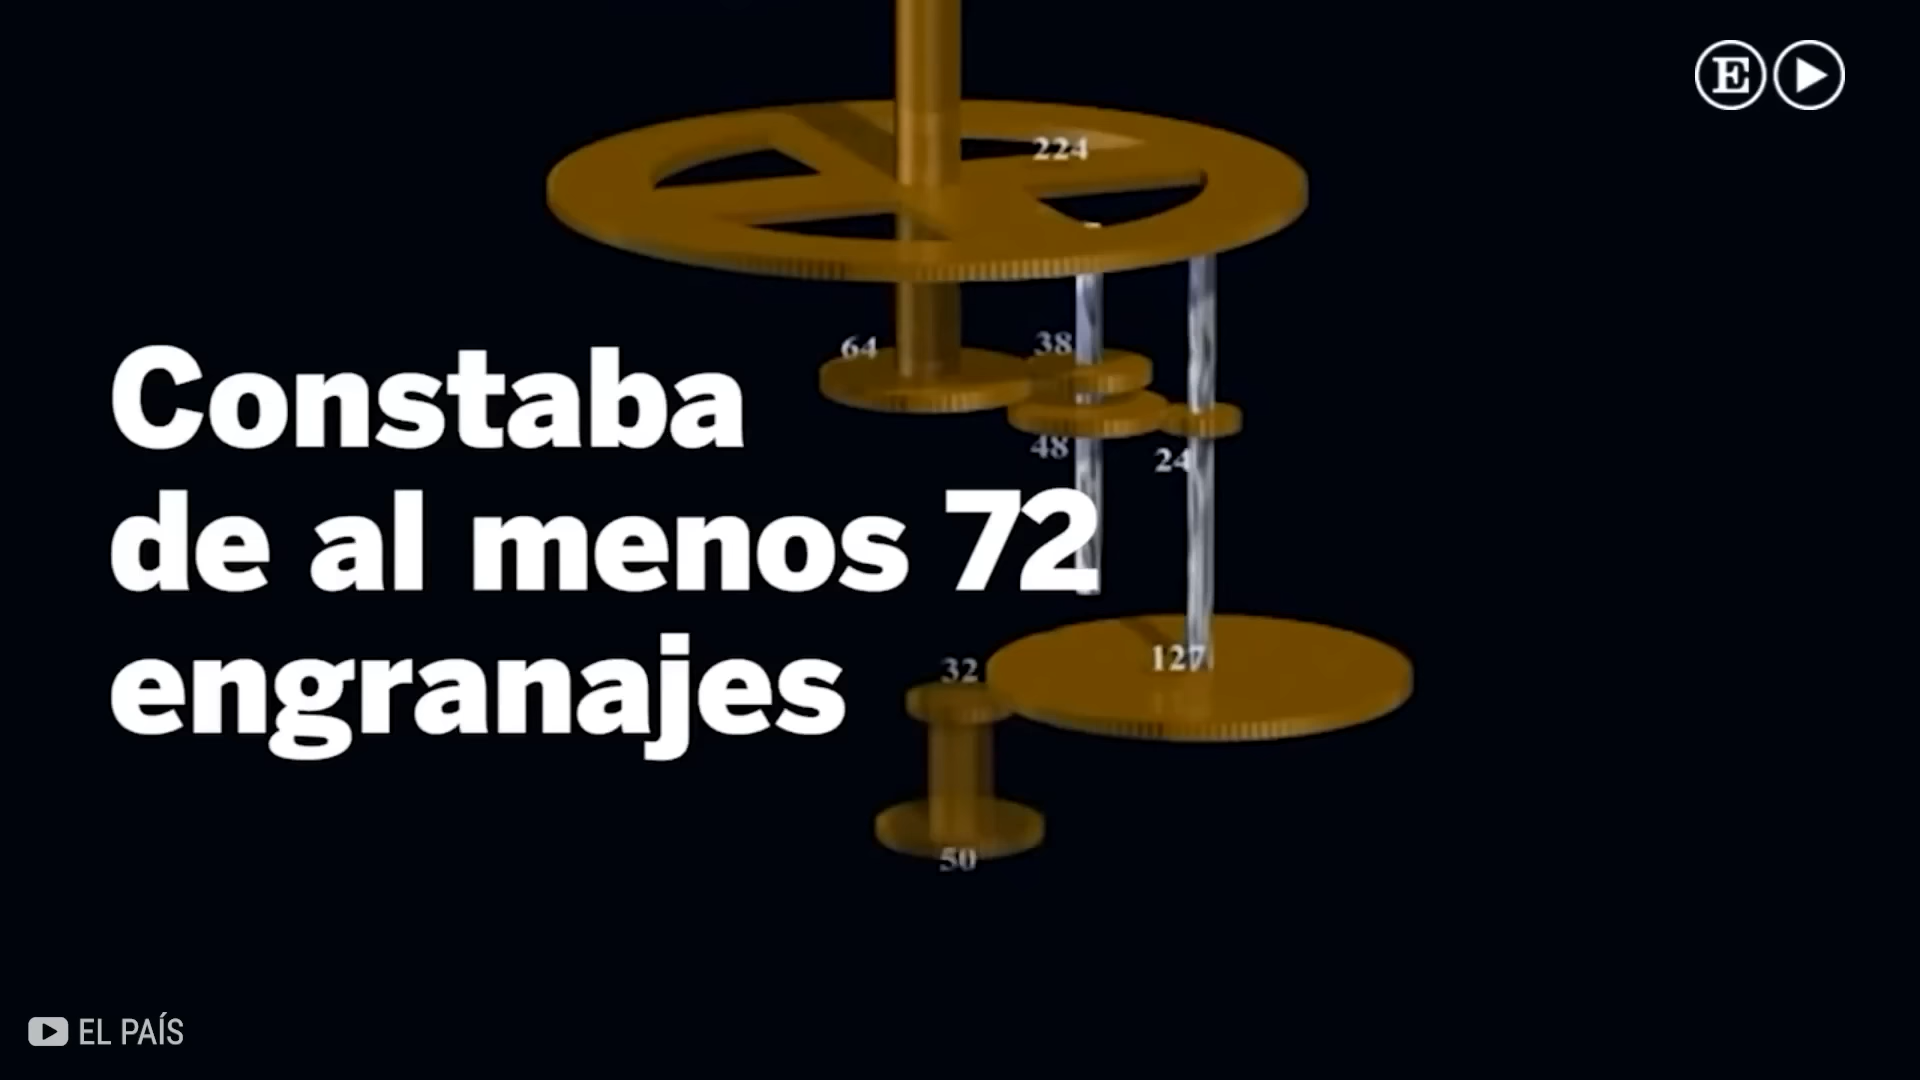 E
224
64
38
48
24
Constaba
de al menos 72
engranajes
127
32
50
EL PAÍS